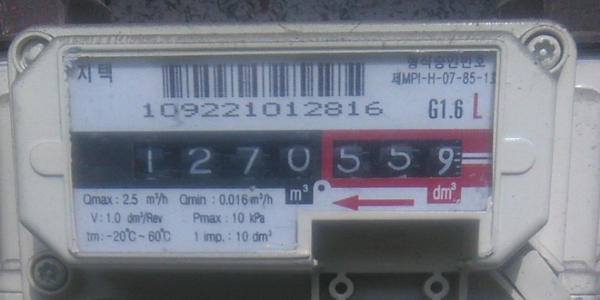 지텍
형식승인번호
제MPI-H-07-85-13
109221012816
G1.6 L
1270559
m³
dm³
Qmax : 2.5 m³/h Qmin : 0.016 m³/h
V : 1.0 dm³/Rev Pmax : 10 kPa
tm : -20°C ~ 60°C 1 imp. : 10 dm³